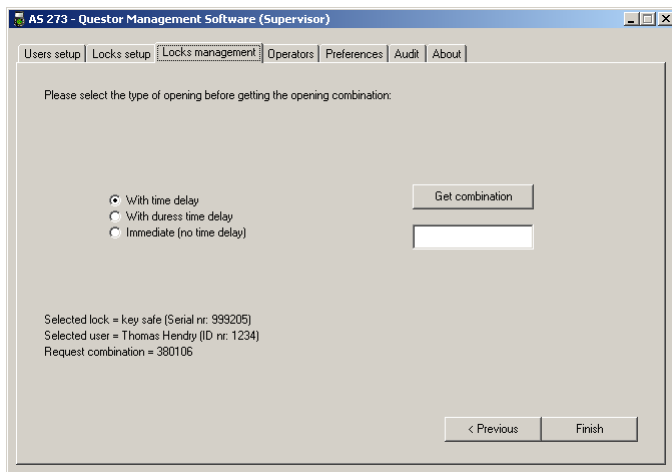 AS 273 - Questor Management Software (Supervisor)
Users setup Locks setup Locks management Operators Preferences Audit About
Please select the type of opening before getting the opening combination:
With time delay
Get combination
With duress time delay
Immediate (no time delay)
Selected lock = key safe (Serial nr: 999205)
Selected user = Thomas Hendry (ID nr: 1234)
Request combination = 380106
< Previous Finish